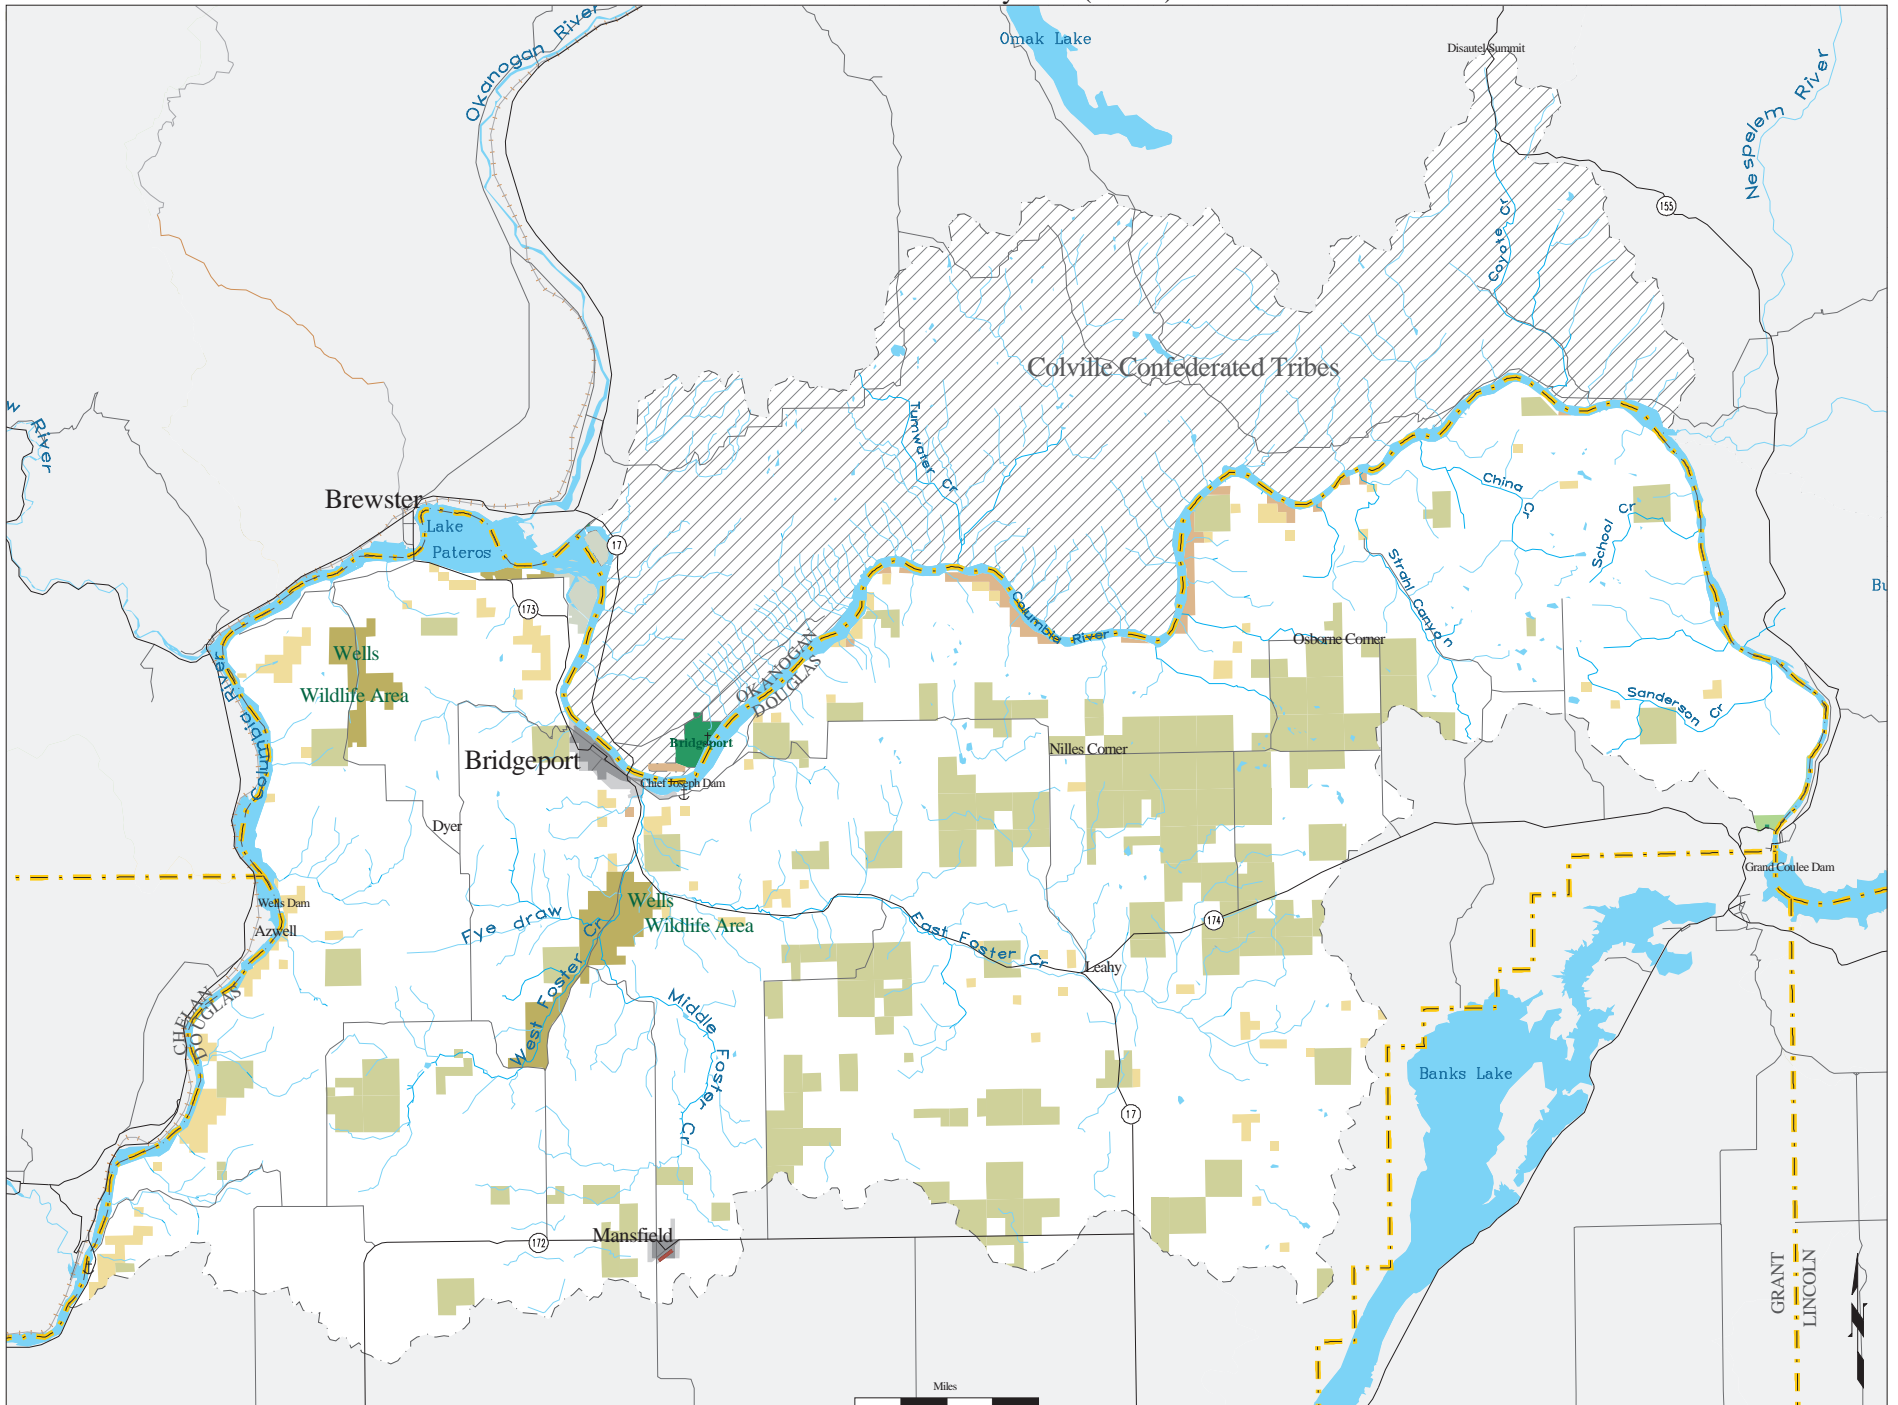 Okanogan River
Omak Lake
Disautel Summit
Nespelem River
155
Coyote Cr
Colville Confederated Tribes
w River
Tumwater Cr
China Cr
School Cr
Brewster
Lake
Pateros
17
Strahl Canyon
173
Columbia River
Osborne Corner
OKANOGAN
DOUGLAS
Wells
Wildlife Area
Columbia River
Sanderson Cr
Bridgeport
Bridgeport
Nilles Corner
Chief Joseph Dam
Dyer
Grand Coulee Dam
Wells Dam
Azwell
Fye draw
Wells
Wildlife Area
174
East Foster Cr
Leahy
West Foster Cr
Middle Foster Cr
CHELAN
DOUGLAS
Banks Lake
17
Mansfield
172
GRANT
LINCOLN
Miles
N